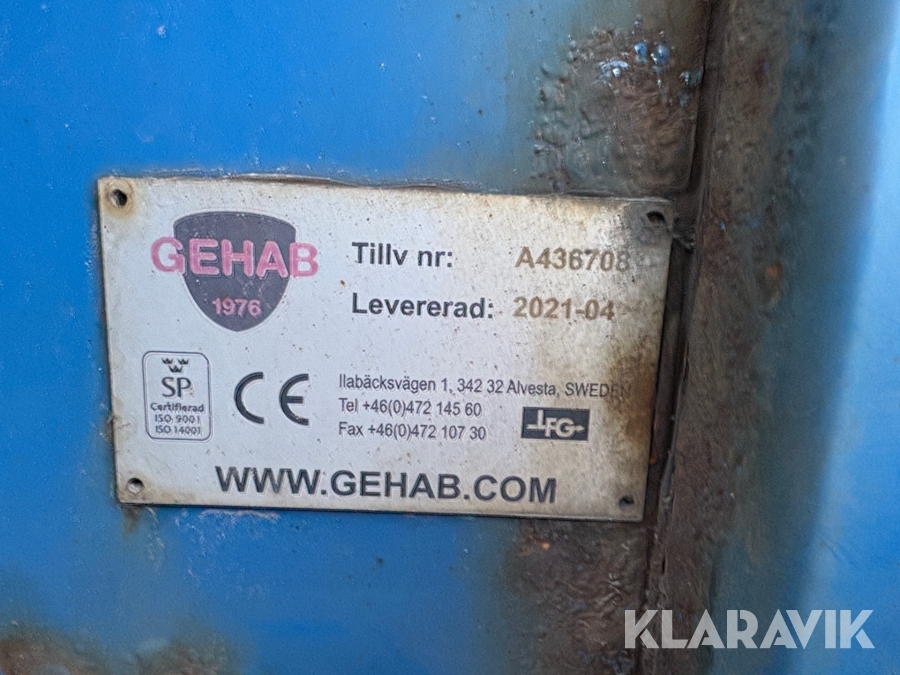 GEHAB
1976
Tillv nr: A436708
Levererad: 2021-04
SP
Certifierad
ISO 9001
ISO 14001
CE
Ilabäcksvägen 1, 342 32 Alvesta, SWEDEN
Tel +46(0)472 145 60
Fax +46(0)472 107 30
LFG
WWW.GEHAB.COM
KLARAVIK